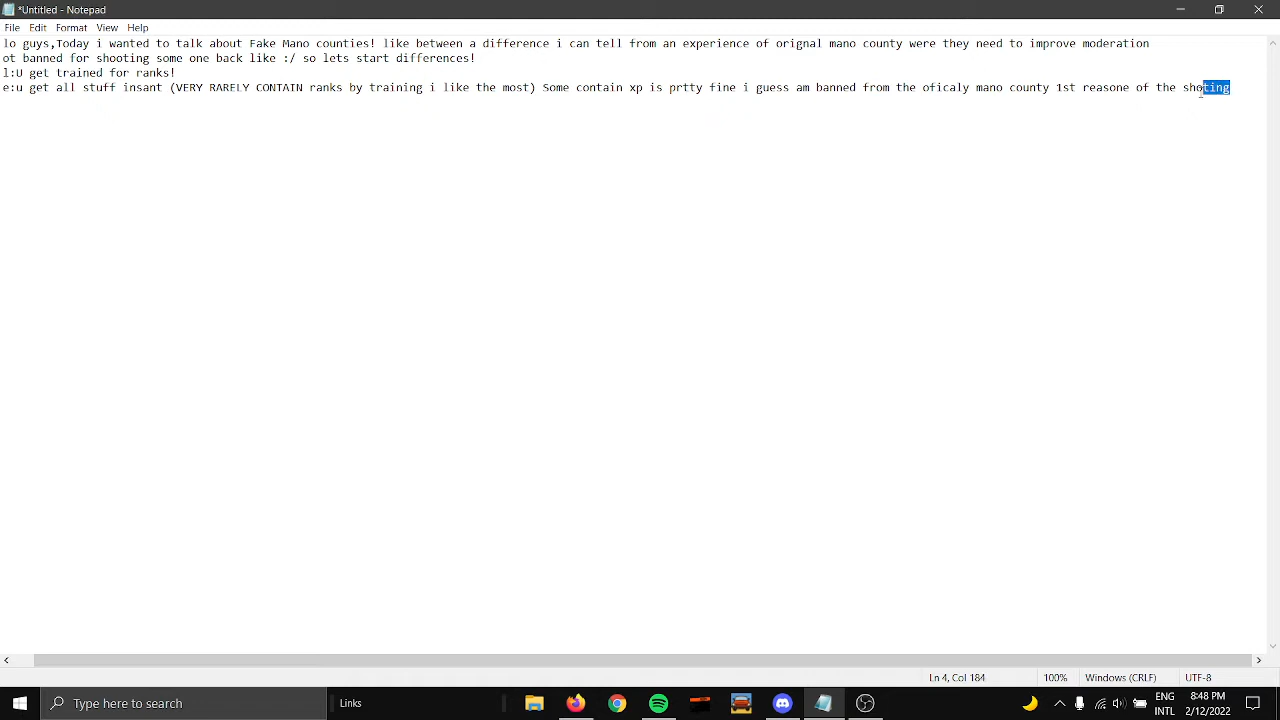 *Untitled - Notepad
File Edit Format View Help
lo guys,Today i wanted to talk about Fake Mano counties! like between a difference i can tell from an experience of orignal mano county were they need to improve moderation
ot banned for shooting some one back like :/ so lets start differences!
l:U get trained for ranks!
e:u get all stuff insant (VERY RARELY CONTAIN ranks by training i like the most) Some contain xp is prtty fine i guess am banned from the oficaly mano county 1st reasone of the shoting
Ln 4, Col 184 100% Windows (CRLF) UTF-8
Type here to search Links ENG 8:48 PM
INTL 2/12/2022